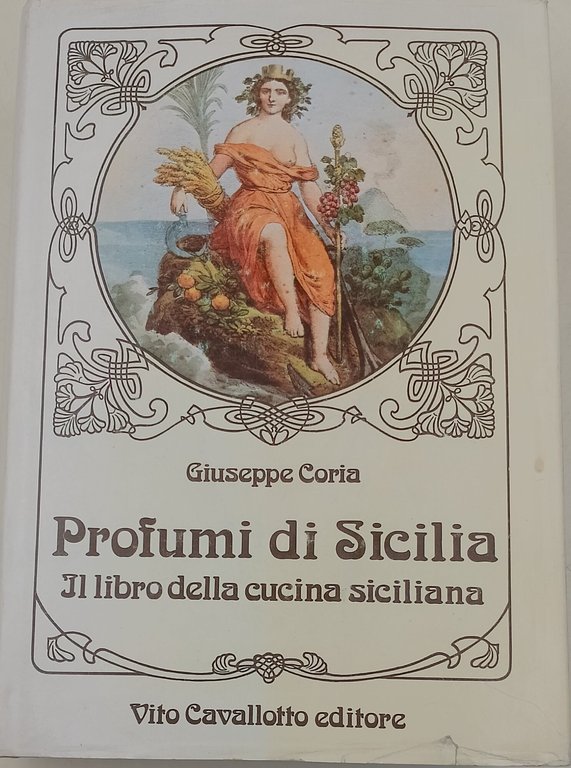 Giuseppe Coria
Profumi di Sicilia
Il libro della cucina siciliana
Vito Cavallotto editore